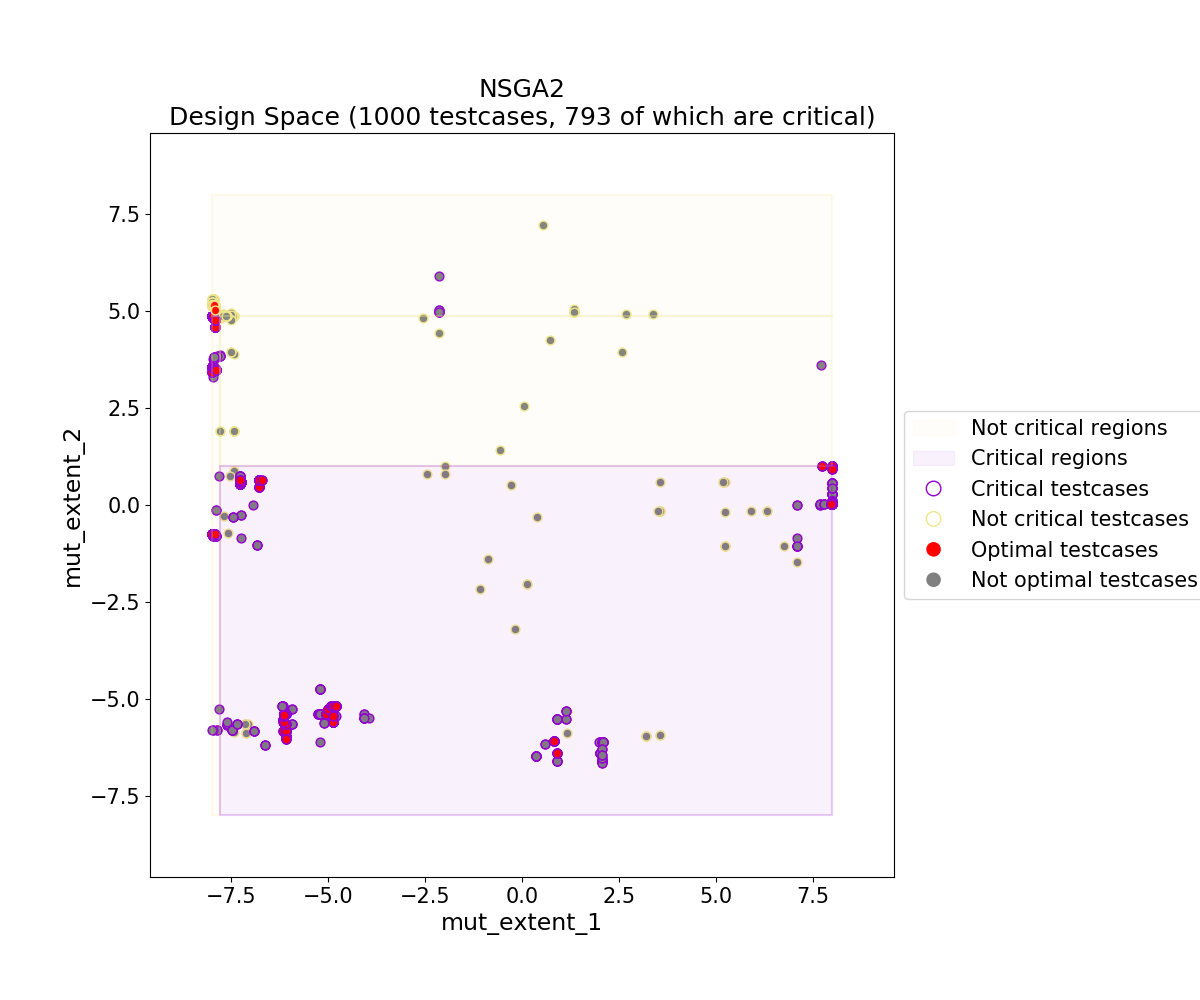 NSGA2
Design Space (1000 testcases, 793 of which are critical)
mut_extent_2
7.5
5.0
2.5
0.0
−2.5
−5.0
−7.5
−7.5
−5.0
−2.5
0.0
2.5
5.0
7.5
mut_extent_1
Not critical regions
Critical regions
Critical testcases
Not critical testcases
Optimal testcases
Not optimal testcases